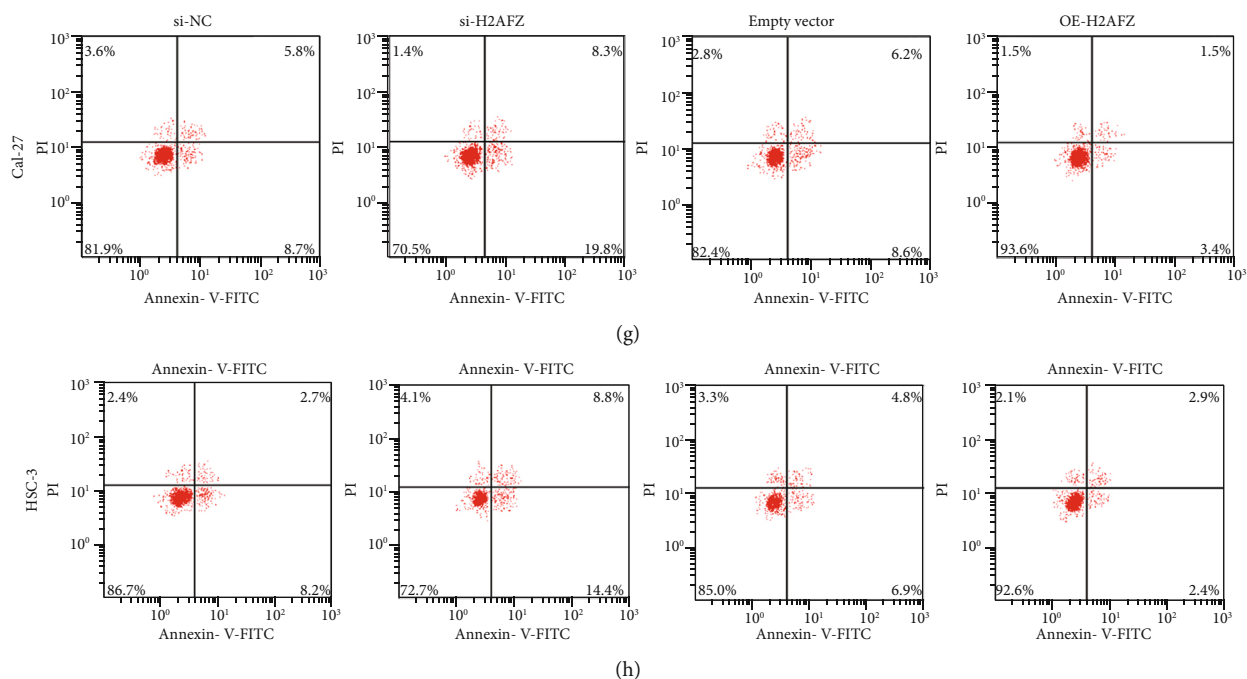 si-NC
si-H2AFZ
Empty vector
OE-H2AFZ
Cal-27
PI
10³
10²
10¹
10⁰
3.6%
5.8%
81.9%
8.7%
10⁰ 10¹ 10² 10³
Annexin- V-FITC
PI
10³
10²
10¹
10⁰
1.4%
8.3%
70.5%
19.8%
10⁰ 10¹ 10² 10³
Annexin- V-FITC
PI
10³
10²
10¹
10⁰
2.8%
6.2%
82.4%
8.6%
10⁰ 10¹ 10² 10³
Annexin- V-FITC
PI
10³
10²
10¹
10⁰
1.5%
1.5%
93.6%
3.4%
10⁰ 10¹ 10² 10³
Annexin- V-FITC
(g)
HSC-3
Annexin- V-FITC
PI
10³
10²
10¹
10⁰
2.4%
2.7%
86.7%
8.2%
10⁰ 10¹ 10² 10³
Annexin- V-FITC
Annexin- V-FITC
PI
10³
10²
10¹
10⁰
4.1%
8.8%
72.7%
14.4%
10⁰ 10¹ 10² 10³
Annexin- V-FITC
Annexin- V-FITC
PI
10³
10²
10¹
10⁰
3.3%
4.8%
85.0%
6.9%
10⁰ 10¹ 10² 10³
Annexin- V-FITC
Annexin- V-FITC
PI
10³
10²
10¹
10⁰
2.1%
2.9%
92.6%
2.4%
10⁰ 10¹ 10² 10³
Annexin- V-FITC
(h)